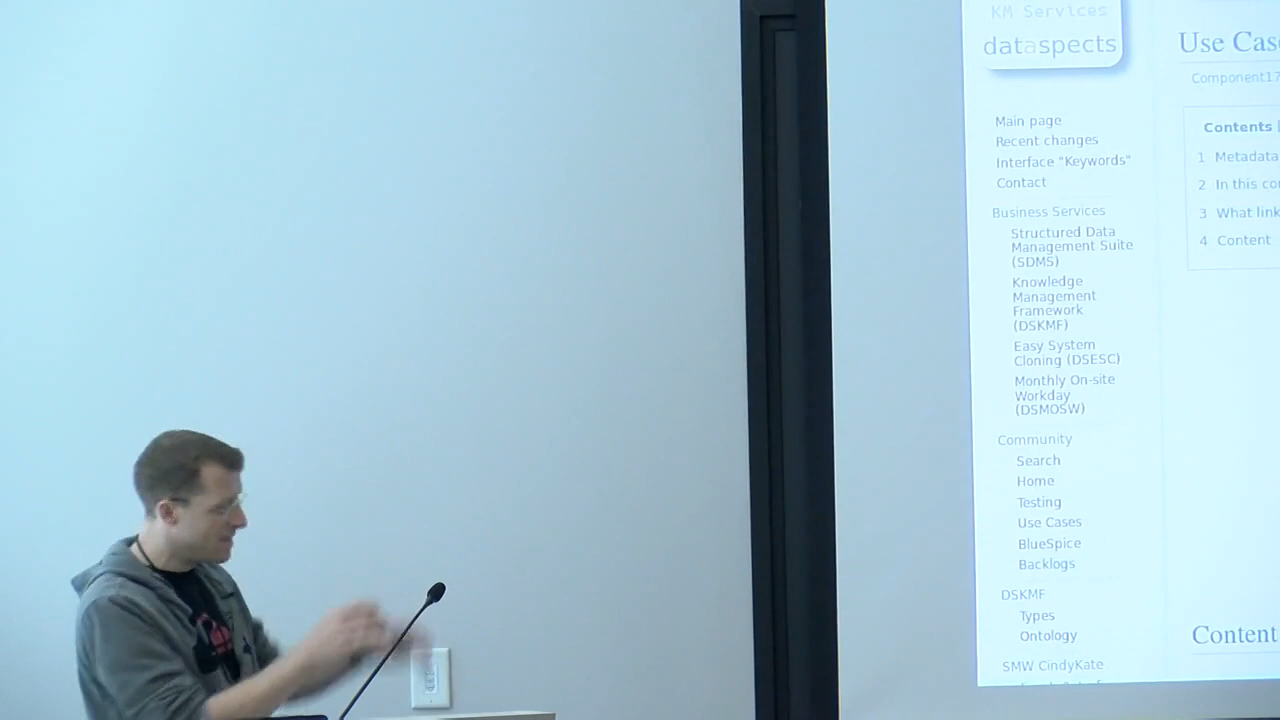 KM Services
dataspects
Main page
Recent changes
Interface "Keywords"
Contact
Business Services
Structured Data
Management Suite
(SDMS)
Knowledge
Management
Framework
(DSKMF)
Easy System
Cloning (DSESC)
Monthly On-site
Workday
(DSMOSW)
Community
Search
Home
Testing
Use Cases
BlueSpice
Backlogs
DSKMF
Types
Ontology
SMW CindyKate
Use Cas
Component17
Contents [
1 Metadata
2 In this co
3 What link
4 Content
Content